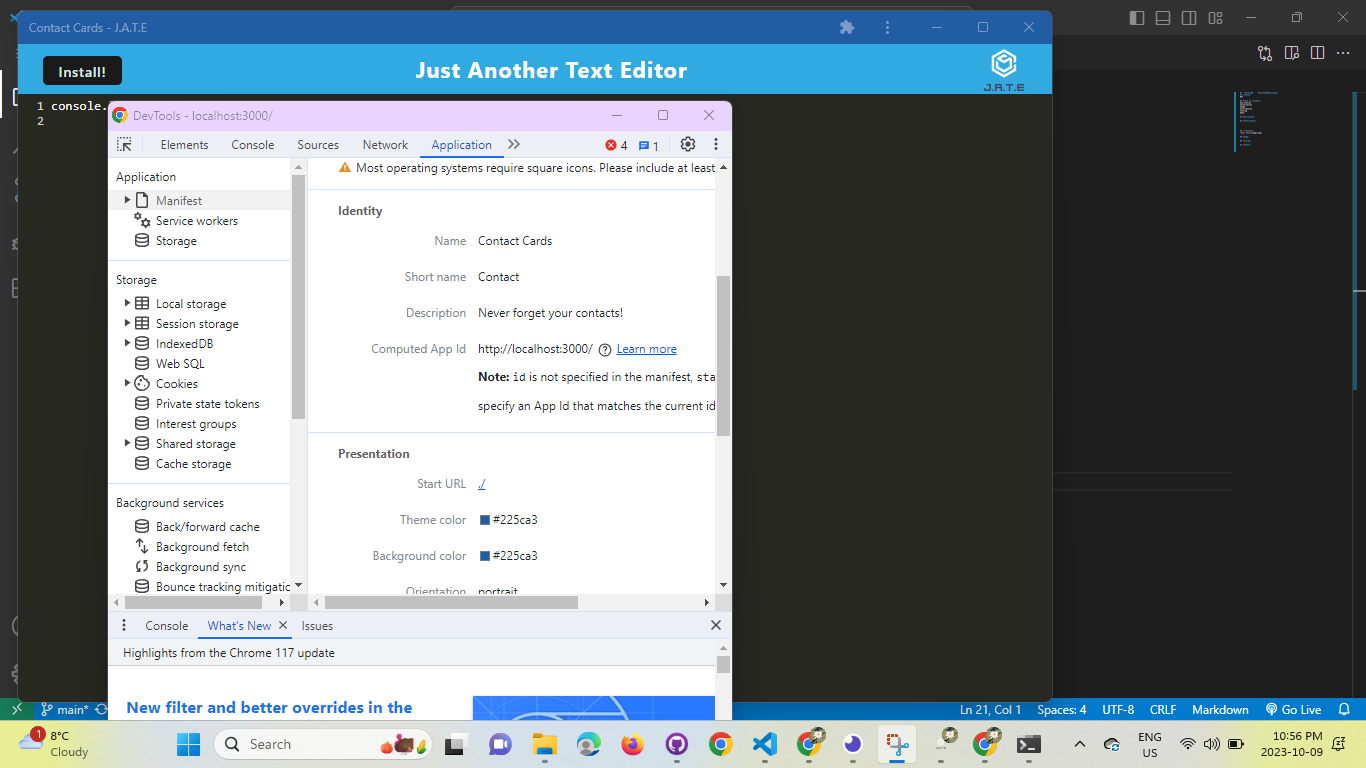 Contact Cards - J.A.T.E
Install!
Just Another Text Editor
J.A.T.E
1 console.
2
DevTools - localhost:3000/
Elements Console Sources Network Application 4 1
Application
Manifest
Service workers
Storage
Storage
Local storage
Session storage
IndexedDB
Web SQL
Cookies
Private state tokens
Interest groups
Shared storage
Cache storage
Background services
Back/forward cache
Background fetch
Background sync
Bounce tracking mitigatio
Most operating systems require square icons. Please include at least
Identity
Name Contact Cards
Short name Contact
Description Never forget your contacts!
Computed App Id http://localhost:3000/ Learn more
Note: id is not specified in the manifest, sta
specify an App Id that matches the current id
Presentation
Start URL ./
Theme color #225ca3
Background color #225ca3
Orientation portrait
Console What's New Issues
Highlights from the Chrome 117 update
New filter and better overrides in the
main* Ln 21, Col 1 Spaces: 4 UTF-8 CRLF Markdown Go Live
1 8°C
Cloudy
Search
ENG
US
10:56 PM
2023-10-09